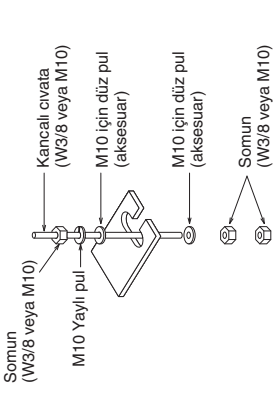 Somun
(W3/8 veya M10)
M10 Yaylı pul
Kancalı cıvata
(W3/8 veya M10)
M10 için düz pul
(aksesuar)
M10 için düz pul
(aksesuar)
Somun
(W3/8 veya M10)